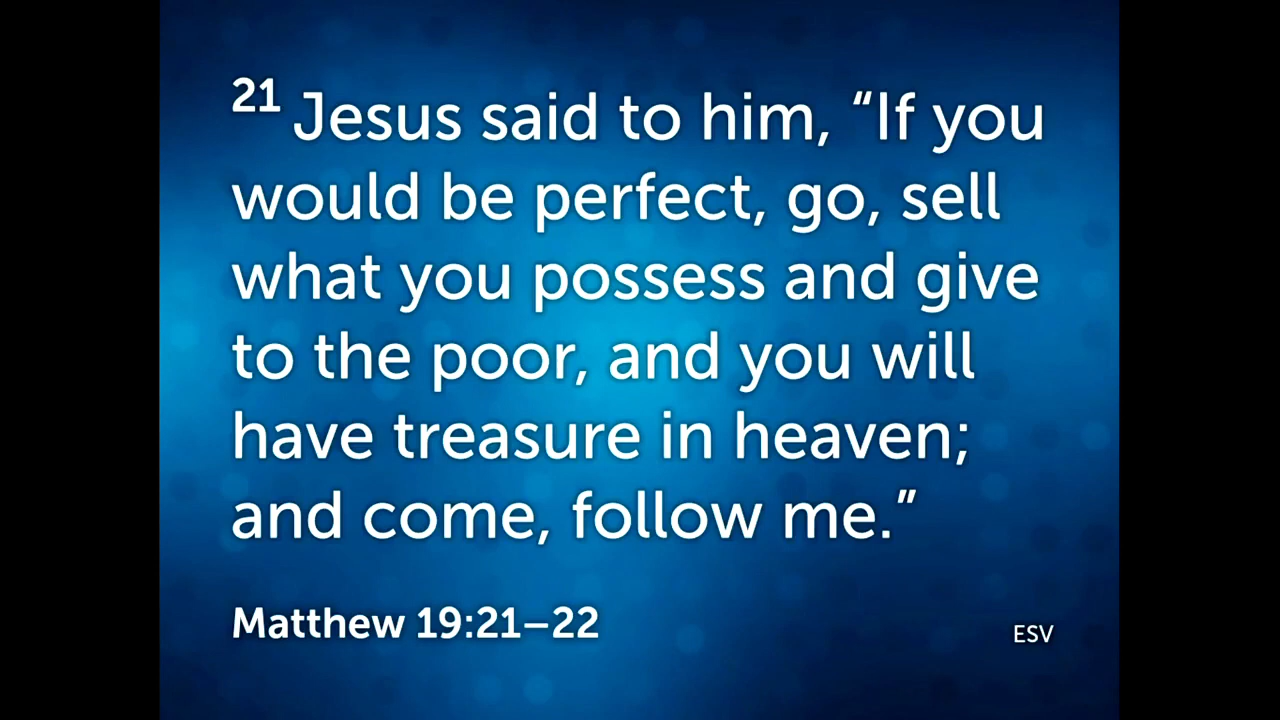 21 Jesus said to him, “If you
would be perfect, go, sell
what you possess and give
to the poor, and you will
have treasure in heaven;
and come, follow me.”
Matthew 19:21–22
ESV